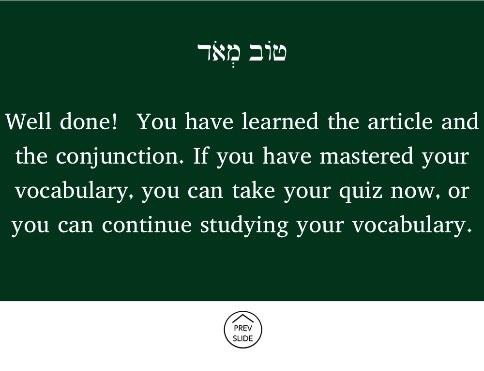 טוֹב מְאֹד
Well done!  You have learned the article and
the conjunction. If you have mastered your
vocabulary, you can take your quiz now, or
you can continue studying your vocabulary.
PREV
SLIDE